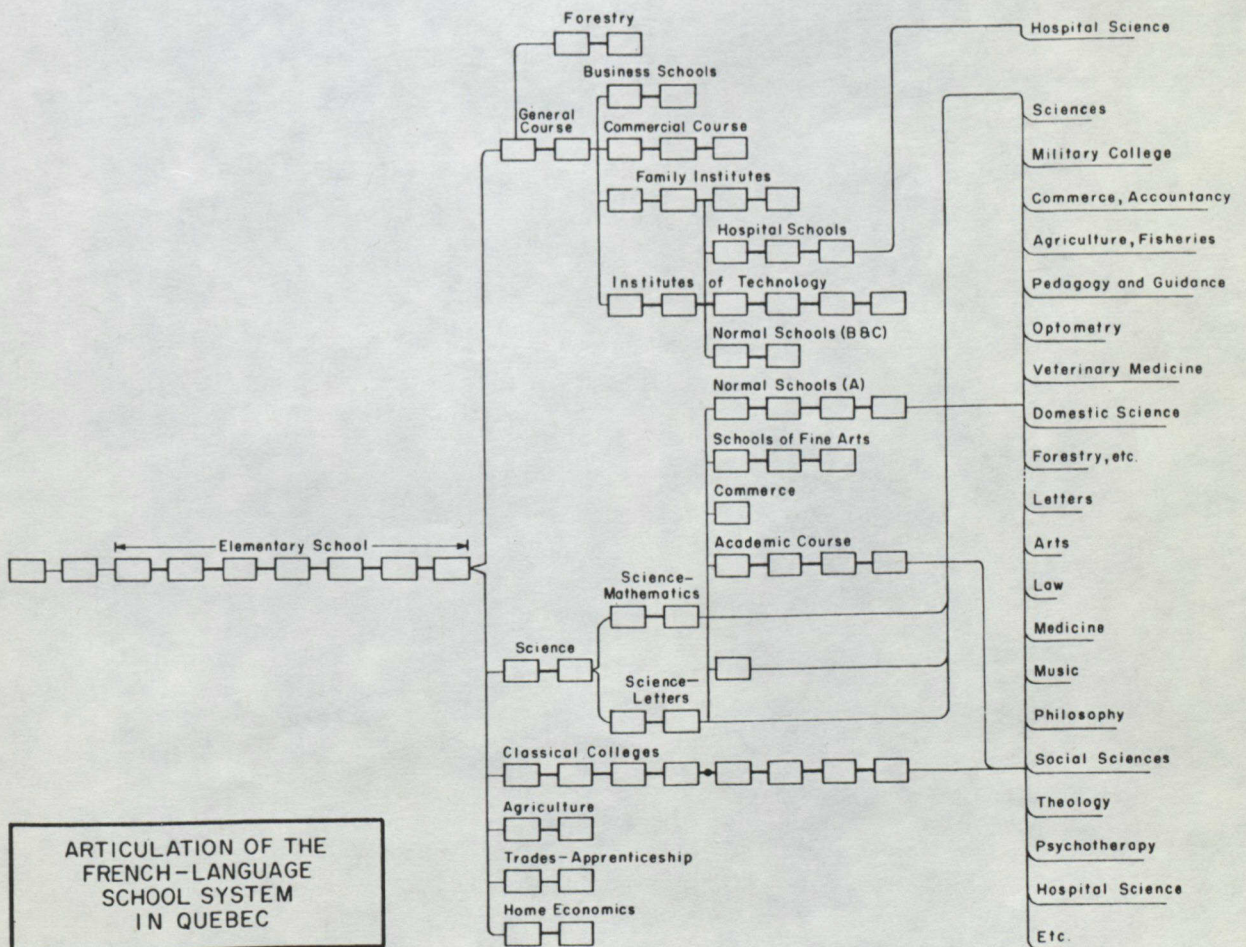 Forestry
Business Schools
General
Course
Commercial Course
Family Institutes
Hospital Schools
Institutes of Technology
Normal Schools (B&C)
Normal Schools (A)
Schools of Fine Arts
Commerce
Elementary School
Academic Course
Science-
Mathematics
Science
Science-
Letters
Classical Colleges
Agriculture
Trades-Apprenticeship
Home Economics
Hospital Science
Sciences
Military College
Commerce, Accountancy
Agriculture, Fisheries
Pedagogy and Guidance
Optometry
Veterinary Medicine
Domestic Science
Forestry, etc.
Letters
Arts
Law
Medicine
Music
Philosophy
Social Sciences
Theology
Psychotherapy
Hospital Science
Etc.
ARTICULATION OF THE
FRENCH-LANGUAGE
SCHOOL SYSTEM
IN QUEBEC